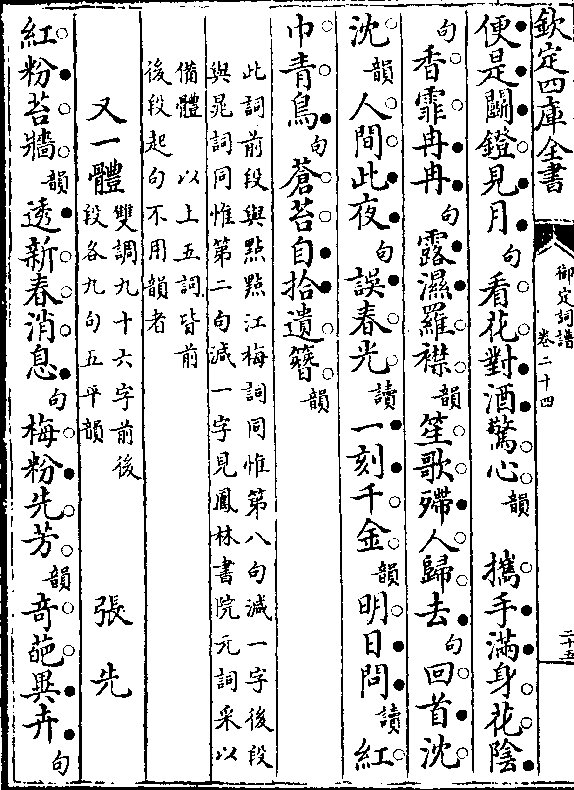 欽定四庫全書
御定詞譜
卷二十四
二十五
便是闘鐙見月句看花對酒驚心韻　攜手滿身花陰
句香霏冉冉句露濕羅襟韻笙歌殢人歸去句回首沈
沈韻人間此夜句誤春光讀一刻千金韻明日問讀紅
巾青鳥句蒼苔自拾遺簪韻
此詞前段與點點江梅詞同惟第八句減一字後段
與晁詞同惟第二句減一字見鳳林書院元詞采以
備體　以上五詞皆前
後段起句不用韻者
又一體雙調九十六字前後段各九句五平韻　張先
紅粉苔牆韻透新春消息句梅粉先芳韻奇葩異卉句